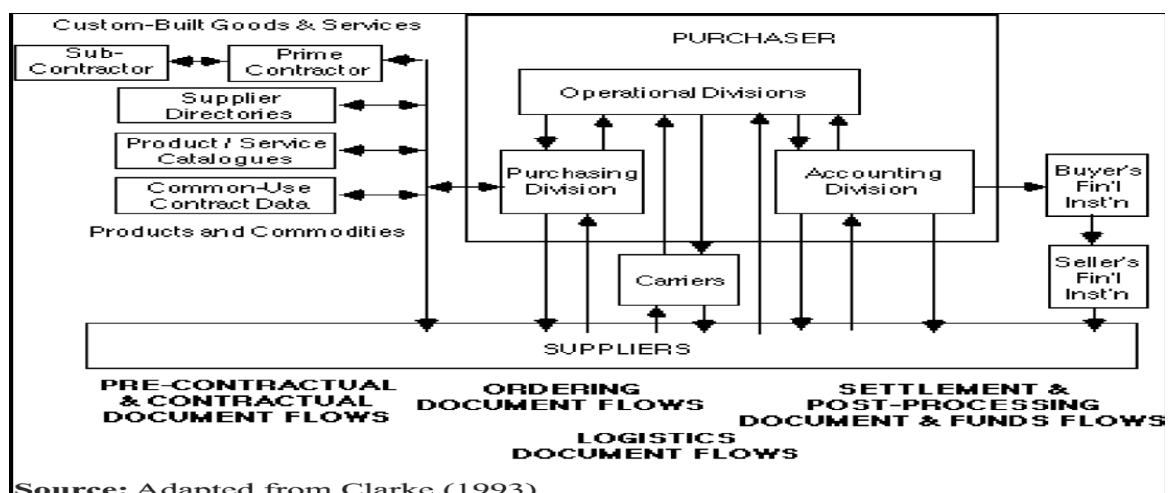 Custom-Built Goods & Services
Sub-
Contractor
Prime
Contractor
Supplier
Directories
Product / Service
Catalogues
Common-Use
Contract Data
Products and Commodities
PURCHASER
Operational Divisions
Purchasing
Division
Accounting
Division
Carriers
Buyer's
Fin'l
Inst'n
Seller's
Fin'l
Inst'n
SUPPLIERS
PRE-CONTRACTUAL
& CONTRACTUAL
DOCUMENT FLOWS
ORDERING
DOCUMENT FLOWS
LOGISTICS
DOCUMENT FLOWS
SETTLEMENT &
POST-PROCESSING
DOCUMENT & FUNDS FLOWS
Source: Adapted from Clarke (1993)